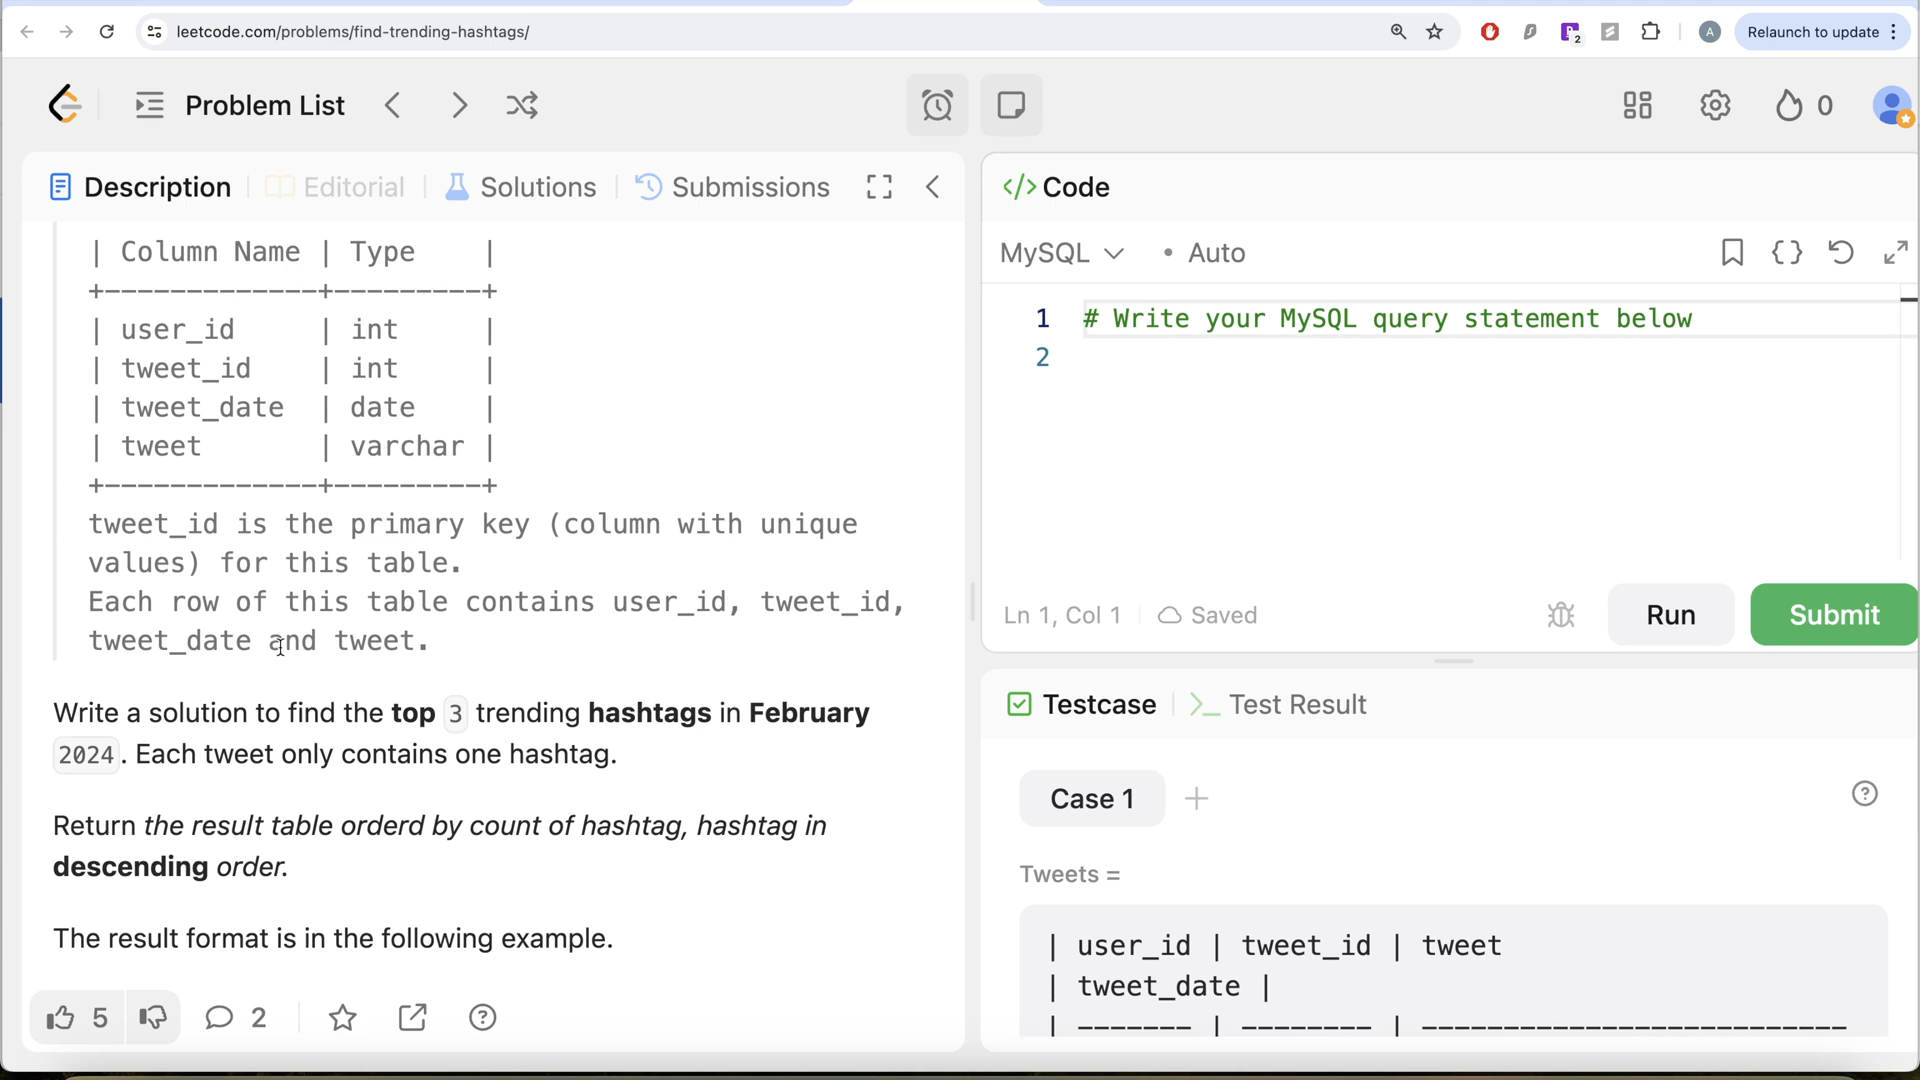 leetcode.com/problems/find-trending-hashtags/
2
A
Relaunch to update
Problem List
0
Description
Editorial
Solutions
Submissions
| Column Name | Type    |
+-------------+---------+
| user_id     | int     |
| tweet_id    | int     |
| tweet_date  | date    |
| tweet       | varchar |
+-------------+---------+
tweet_id is the primary key (column with unique
values) for this table.
Each row of this table contains user_id, tweet_id,
tweet_date and tweet.
Write a solution to find the top 3 trending hashtags in February
2024. Each tweet only contains one hashtag.
Return the result table orderd by count of hashtag, hashtag in
descending order.
The result format is in the following example.
5
2
</> Code
MySQL
• Auto
{}
1 # Write your MySQL query statement below
2
Ln 1, Col 1
Saved
Run
Submit
Testcase
>_ Test Result
Case 1
+
Tweets =
| user_id | tweet_id | tweet
| tweet_date |
| ------- | -------- | --------------------------